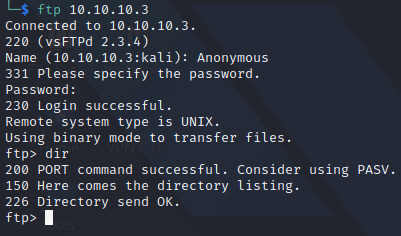 └─$ ftp 10.10.10.3
Connected to 10.10.10.3.
220 (vsFTPd 2.3.4)
Name (10.10.10.3:kali): Anonymous
331 Please specify the password.
Password:
230 Login successful.
Remote system type is UNIX.
Using binary mode to transfer files.
ftp> dir
200 PORT command successful. Consider using PASV.
150 Here comes the directory listing.
226 Directory send OK.
ftp>